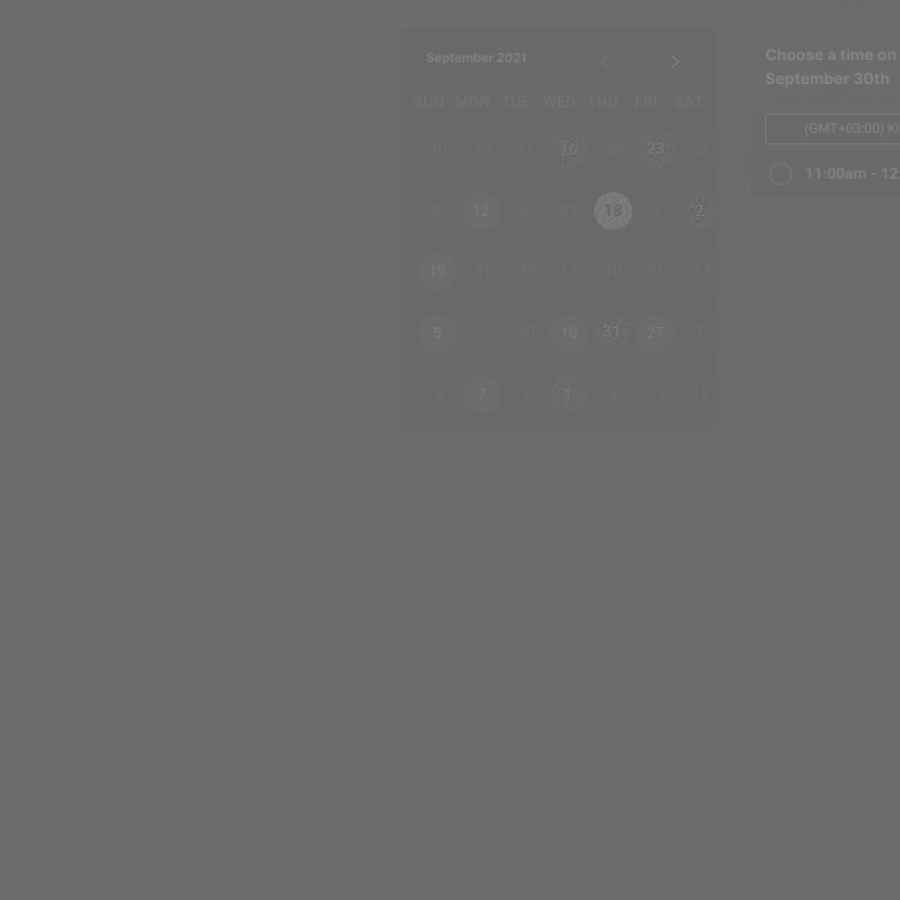 September 2021
SUN MON TUE WED THU FRI SAT
10 13 11 16 26 23 23
8 12 2 21 18 6 2
19 31 27 17 10 21 13
5 2 30 10 31 27 7
4 7 3 1 3 11 17
Choose a time on
September 30th
(GMT+03:00) Ki
11:00am - 12: